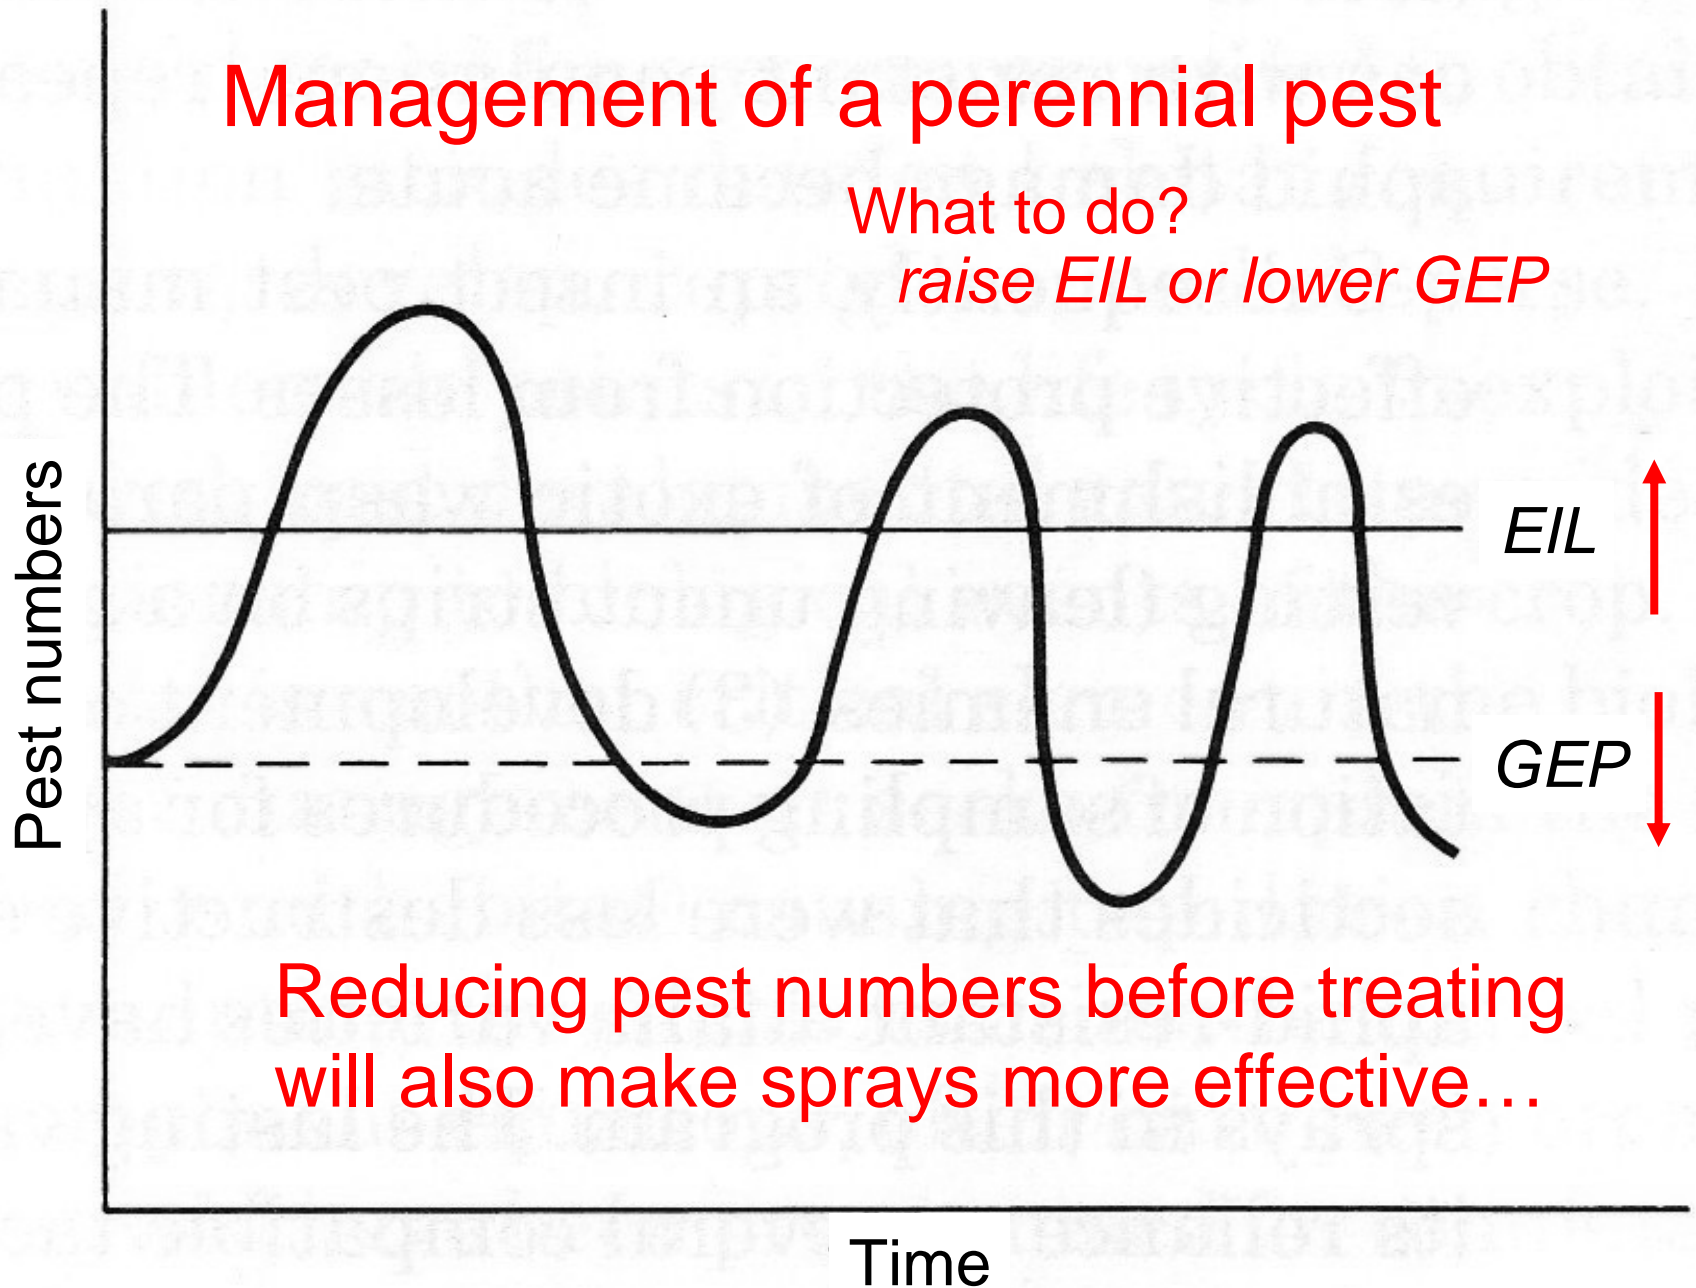 Management of a perennial pest
What to do?
raise EIL or lower GEP
Pest numbers
EIL
GEP
Reducing pest numbers before treating
will also make sprays more effective…
Time